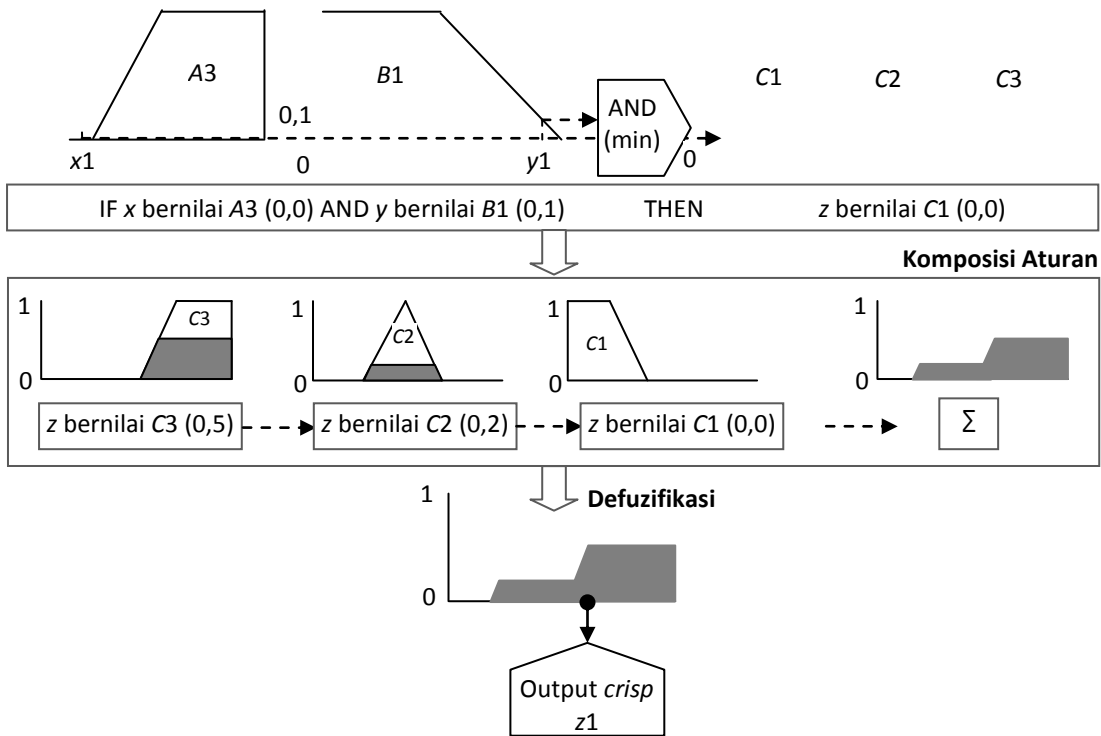 A3
B1
C1
C2
C3
0,1
AND
(min)
x1
0
y1
0
IF x bernilai A3 (0,0) AND y bernilai B1 (0,1) THEN z bernilai C1 (0,0)
Komposisi Aturan
1
C3
0
1
C2
0
1
C1
0
1
0
z bernilai C3 (0,5)
z bernilai C2 (0,2)
z bernilai C1 (0,0)
Σ
Defuzifikasi
1
0
Output crisp
z1